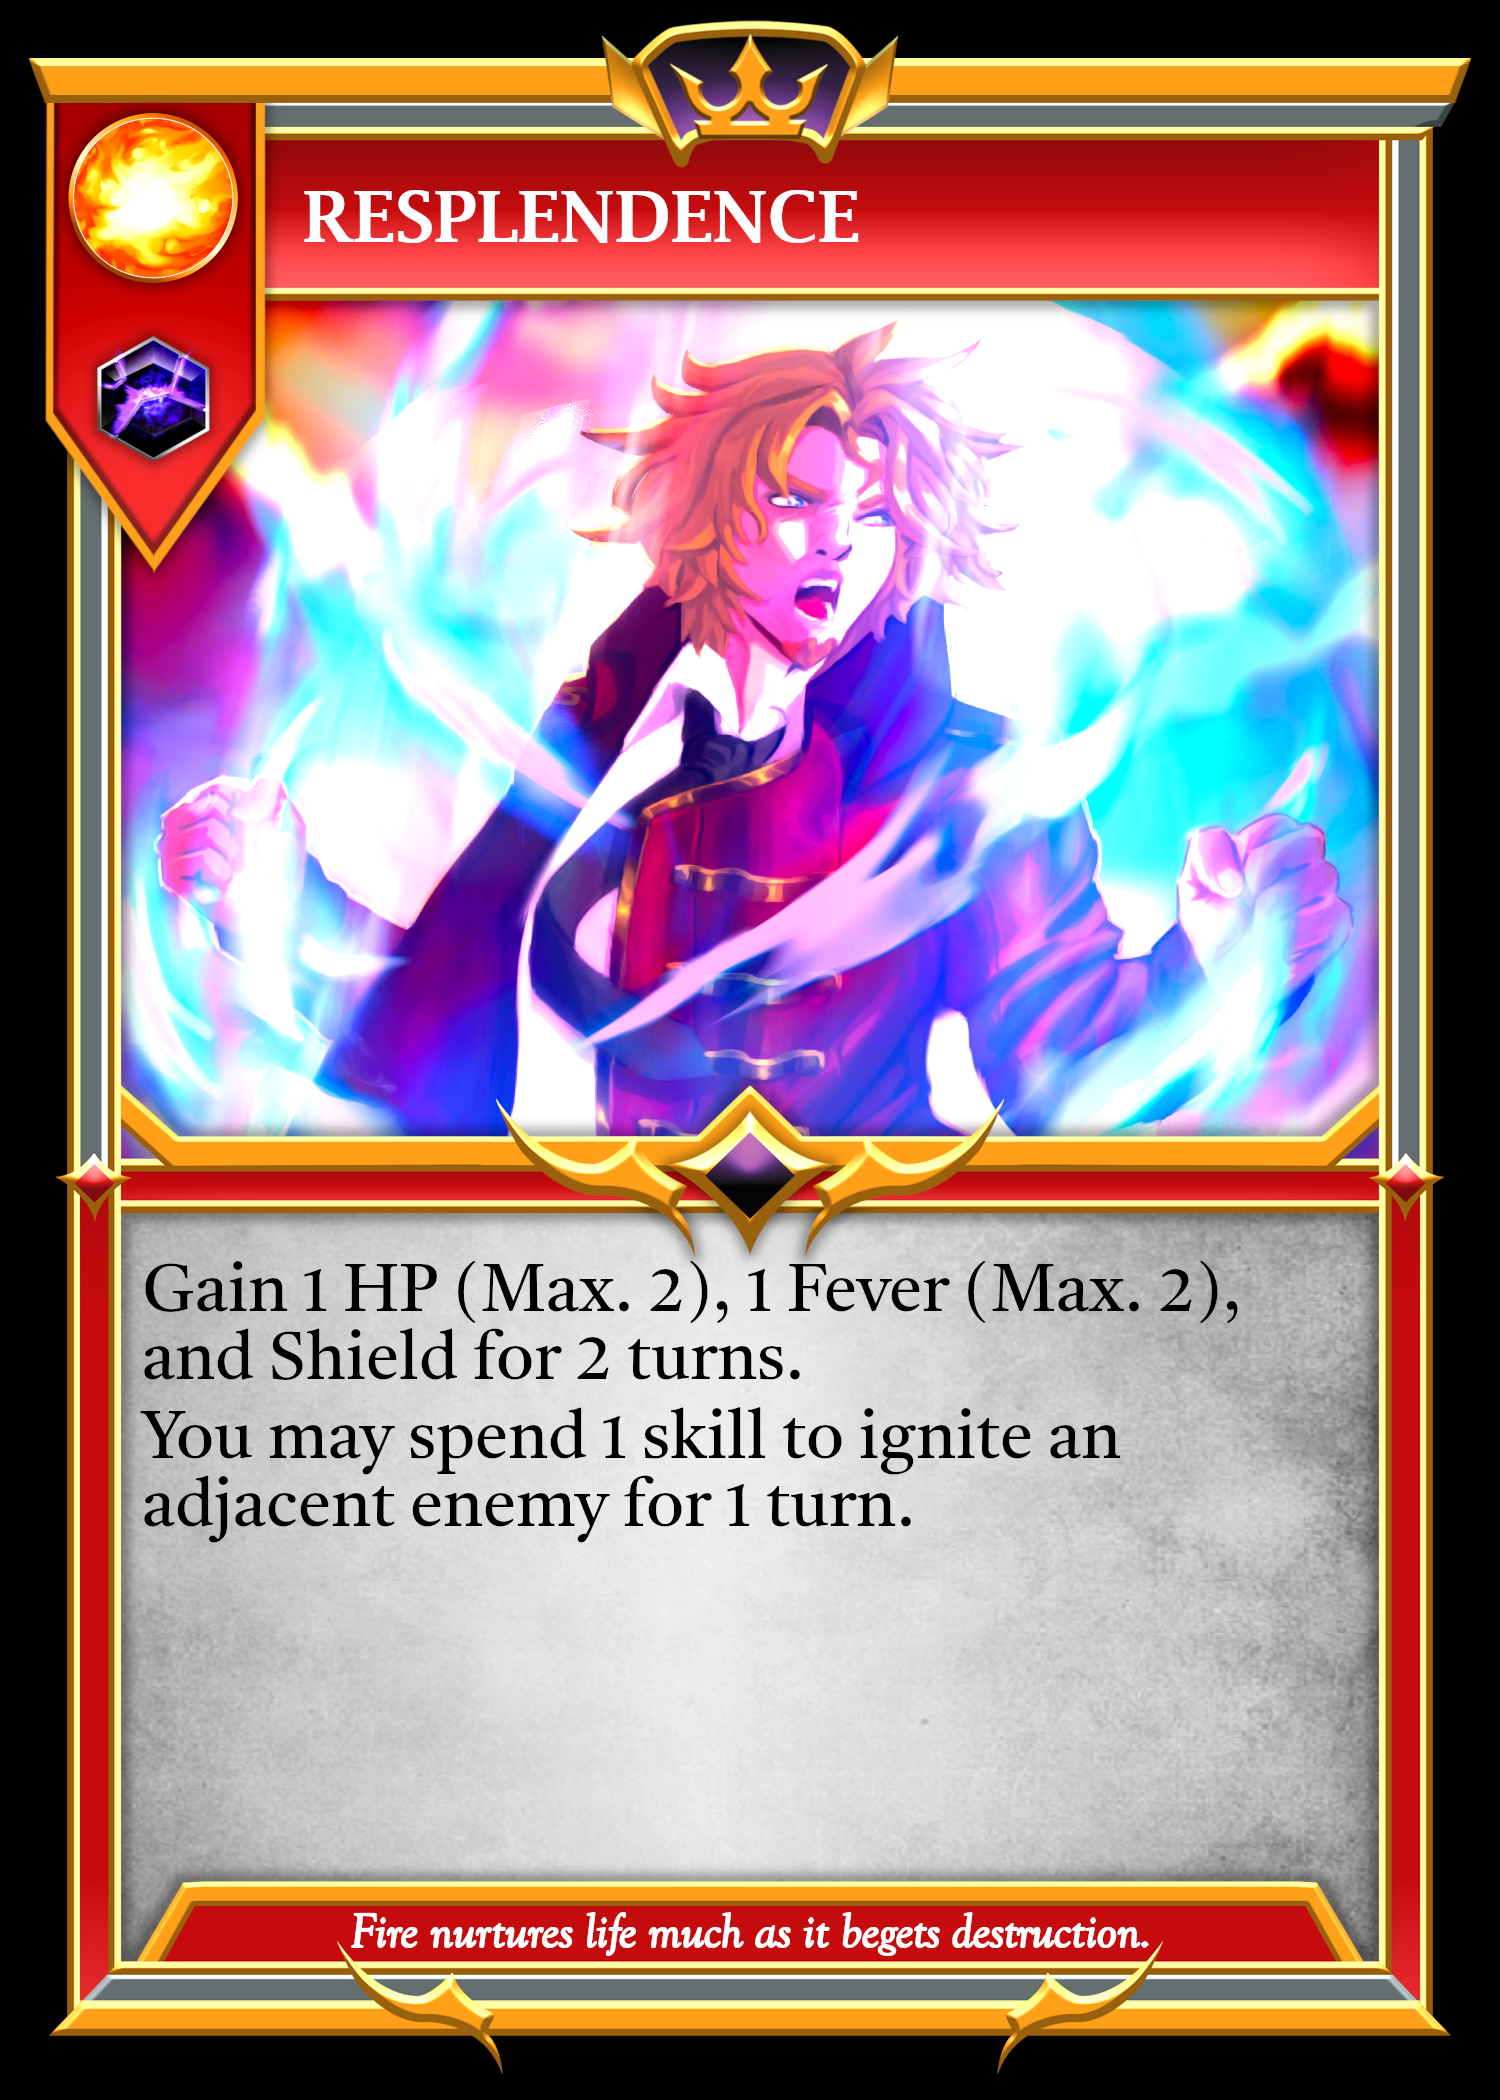 RESPLENDENCE
Gain 1 HP (Max. 2), 1 Fever (Max. 2),
and Shield for 2 turns.
You may spend 1 skill to ignite an
adjacent enemy for 1 turn.
Fire nurtures life much as it begets destruction.